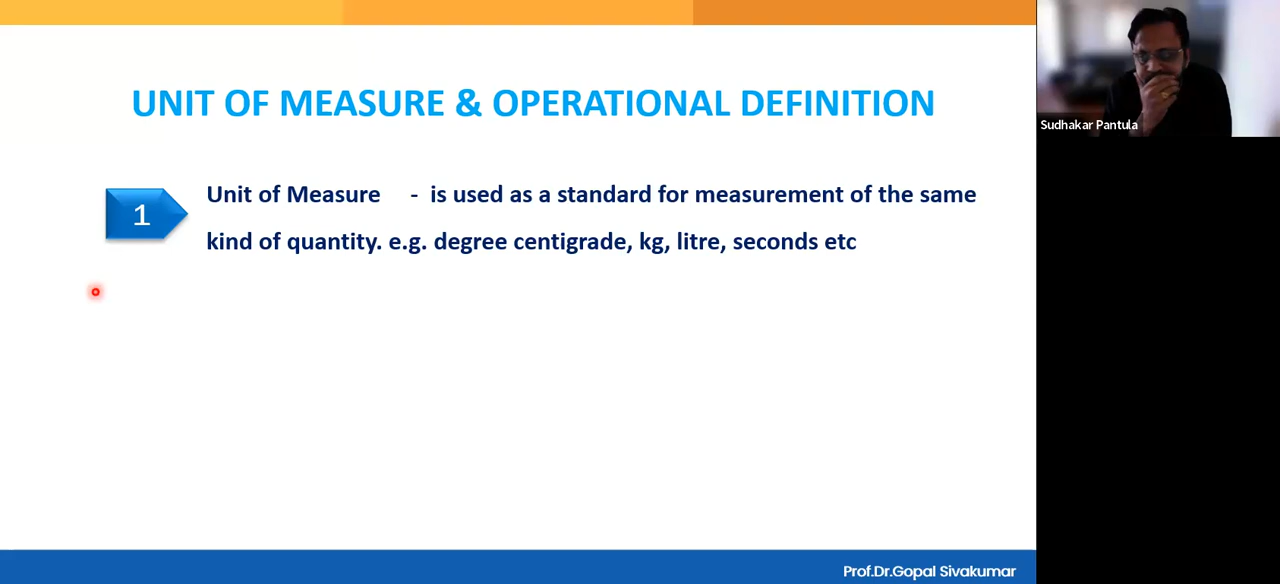 UNIT OF MEASURE & OPERATIONAL DEFINITION
1
Unit of Measure - is used as a standard for measurement of the same
kind of quantity. e.g. degree centigrade, kg, litre, seconds etc
Prof.Dr.Gopal Sivakumar
Sudhakar Pantula